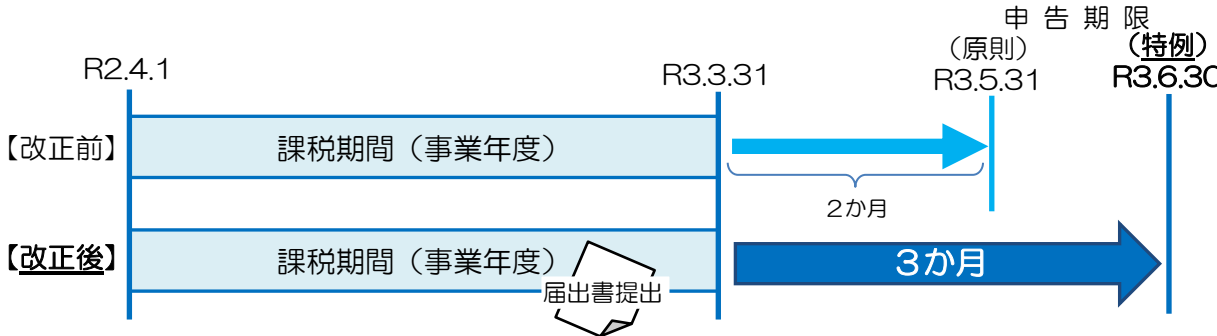 申告期限
（原則）
（特例）
R2.4.1
R3.3.31
R3.5.31
R3.6.30
【改正前】
課税期間（事業年度）
２か月
【改正後】
課税期間（事業年度）
３か月
届出書提出